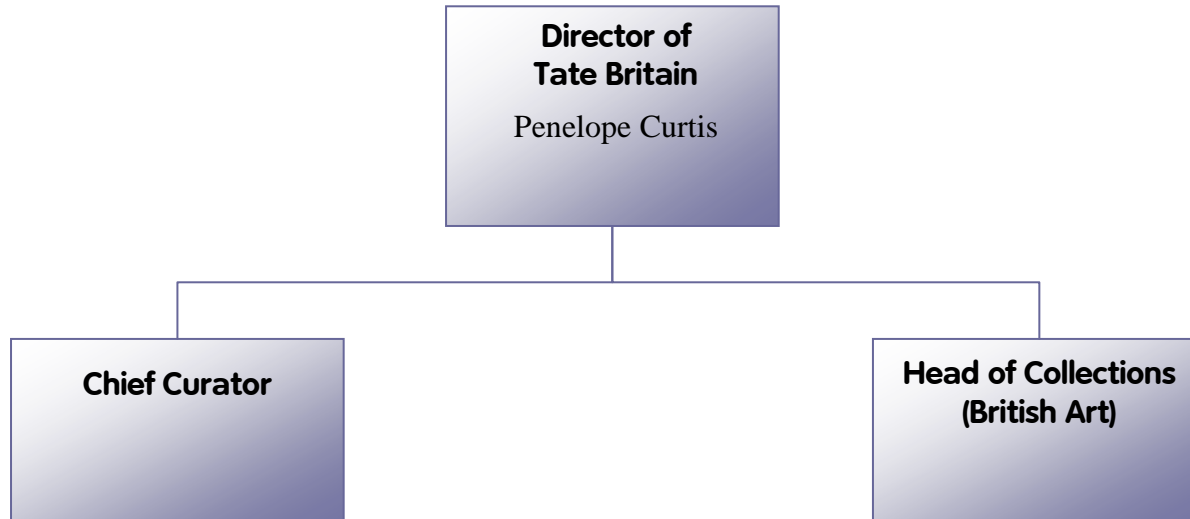 Director of
Tate Britain
Penelope Curtis
Chief Curator
Head of Collections
(British Art)